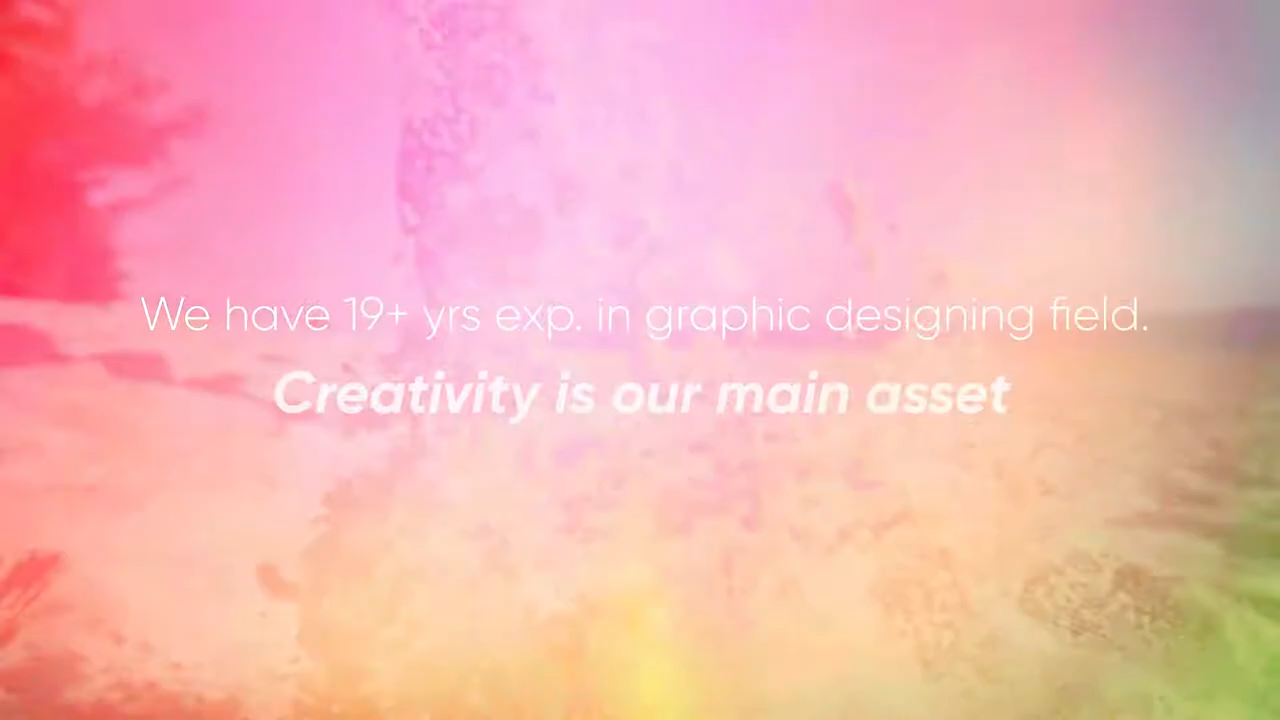 We have 19+ yrs exp. in graphic designing field.
Creativity is our main asset